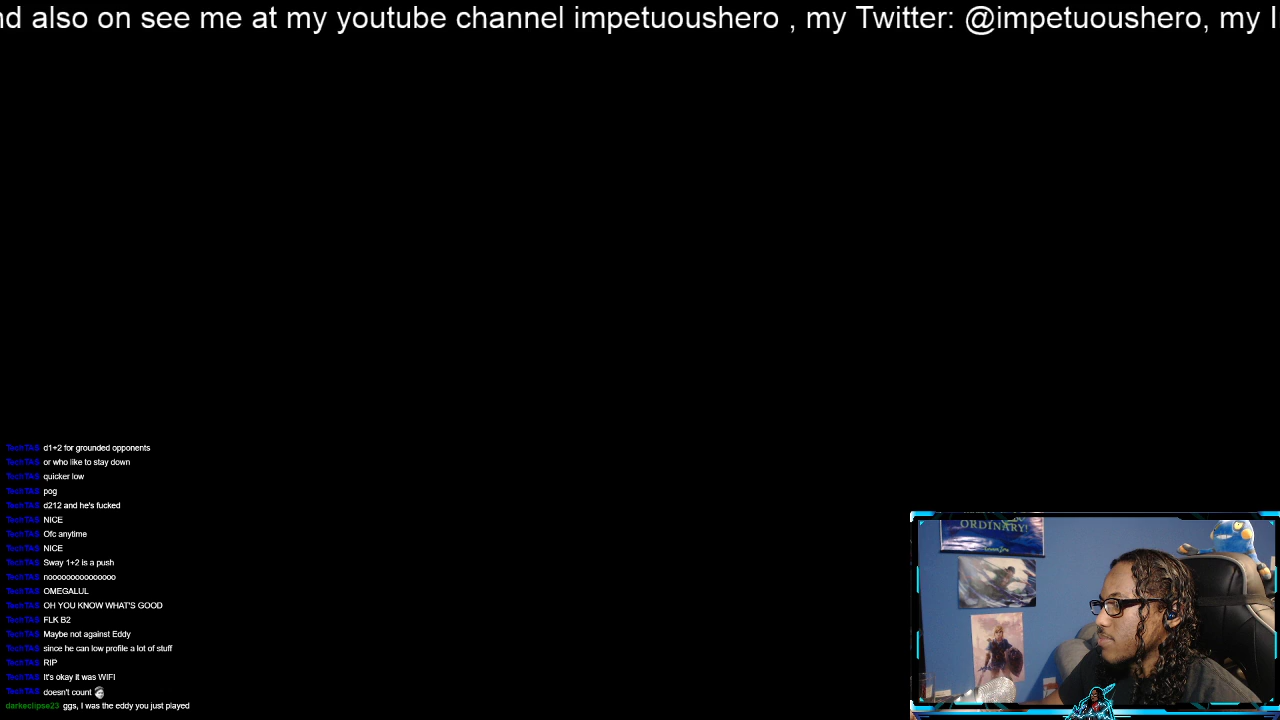 nd also on see me at my youtube channel impetuoushero , my Twitter: @impetuoushero, my I
TechTAS d1+2 for grounded opponents
TechTAS or who like to stay down
TechTAS quicker low
TechTAS pog
TechTAS d212 and he's fucked
TechTAS NICE
TechTAS Ofc anytime
TechTAS NICE
TechTAS Sway 1+2 is a push
TechTAS nooooooooooooooo
TechTAS OMEGALUL
TechTAS OH YOU KNOW WHAT'S GOOD
TechTAS FLK B2
TechTAS Maybe not against Eddy
TechTAS since he can low profile a lot of stuff
TechTAS RIP
TechTAS It's okay it was WIFI
TechTAS doesn't count
darkeclipse23 ggs, I was the eddy you just played
ORDINARY!